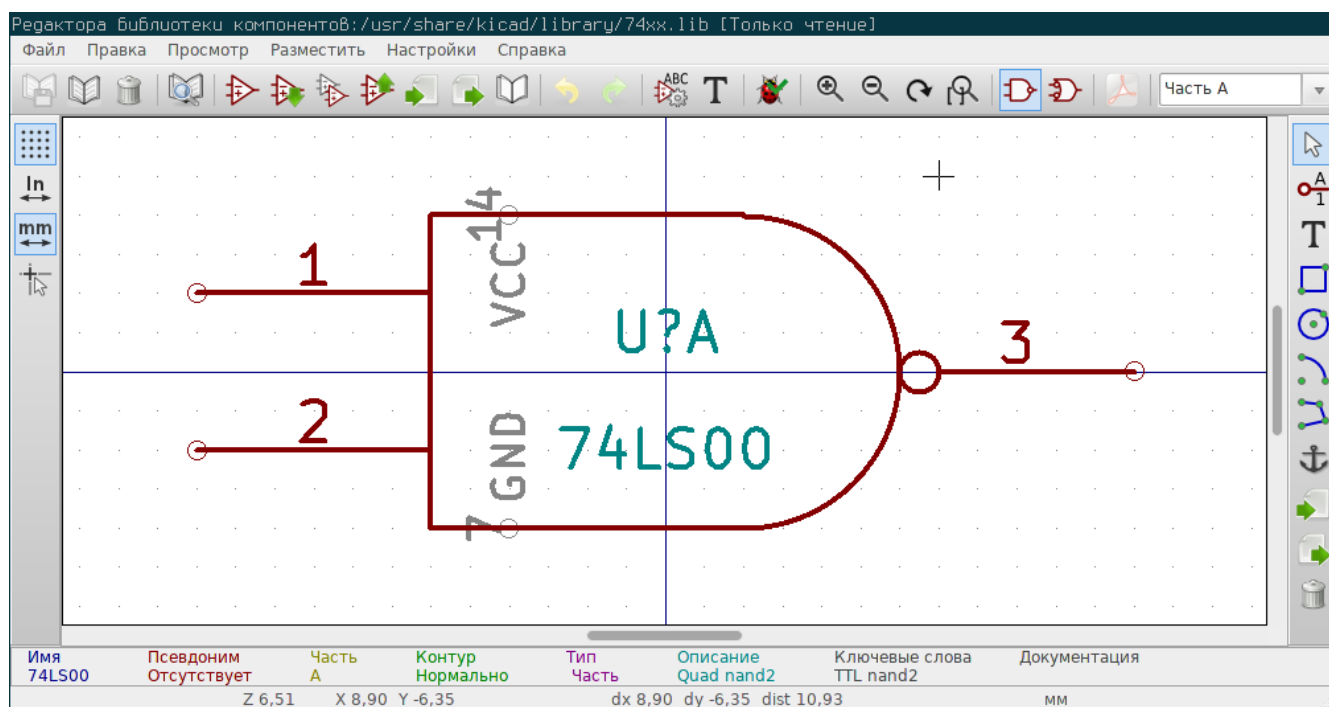 Редактора библиотеки компонентов:/usr/share/kicad/library/74xx.lib [Только чтение]
Файл Правка Просмотр Разместить Настройки Справка
ABC
T
Часть A
In
mm
A
1
T
14
VCC
1
U?A
3
2
GND
74LS00
7
Имя Псевдоним Часть Контур Тип Описание Ключевые слова Документация
74LS00 Отсутствует A Нормально Часть Quad nand2 TTL nand2
Z 6,51 X 8,90 Y -6,35 dx 8,90 dy -6,35 dist 10,93 мм